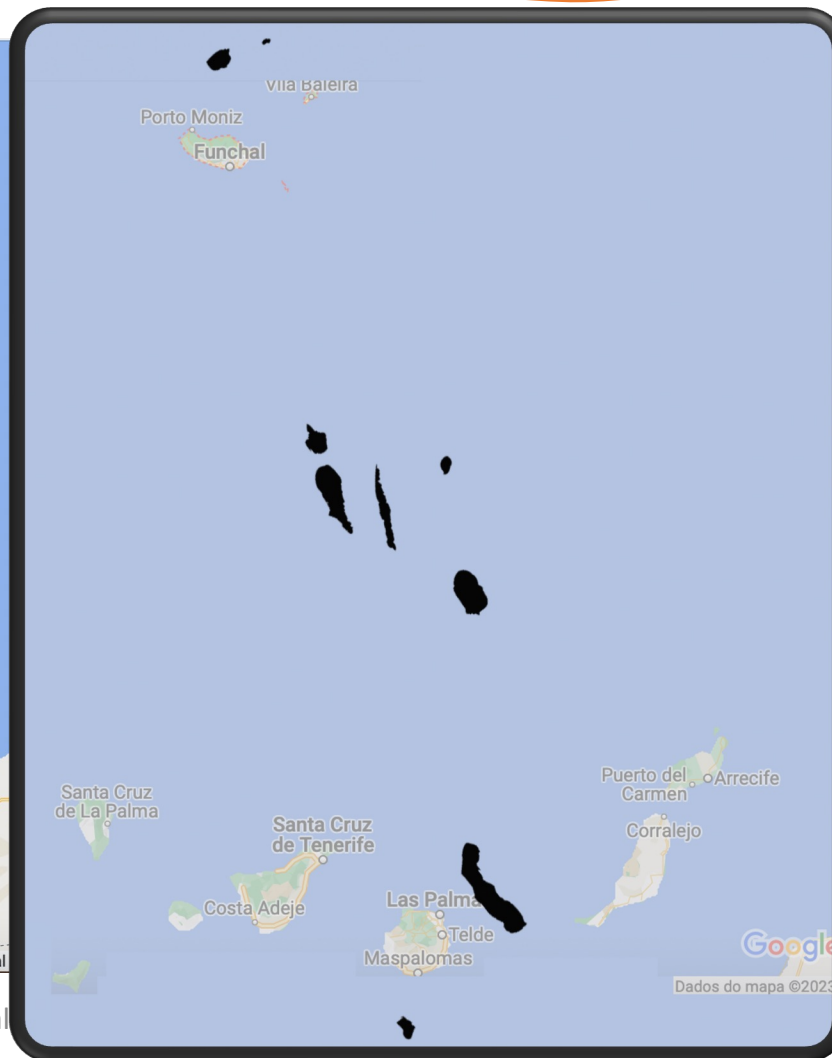 Vila Baleira
Porto Moniz
Funchal
Santa Cruz
de La Palma
Santa Cruz
de Tenerife
Costa Adeje
Las Palma
Telde
Maspalomas
Puerto del
Carmen
Arrecife
Corralejo
Google
Dados do mapa ©2023